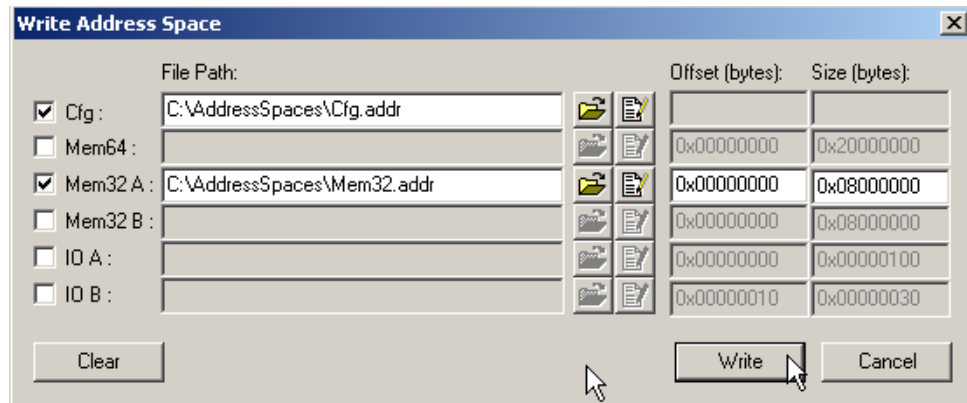 Write Address Space
File Path: Offset (bytes): Size (bytes):
Cfg : C:\AddressSpaces\Cfg.addr
Mem64 : 0x00000000 0x20000000
Mem32 A : C:\AddressSpaces\Mem32.addr 0x00000000 0x08000000
Mem32 B : 0x00000000 0x08000000
IO A : 0x00000000 0x00000100
IO B : 0x00000010 0x00000030
Clear Write Cancel